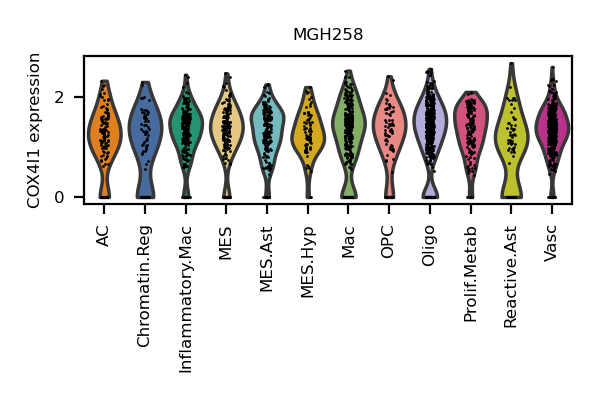 MGH258
COX4I1 expression
2
0
AC
Chromatin.Reg
Inflammatory.Mac
MES
MES.Ast
MES.Hyp
Mac
OPC
Oligo
Prolif.Metab
Reactive.Ast
Vasc